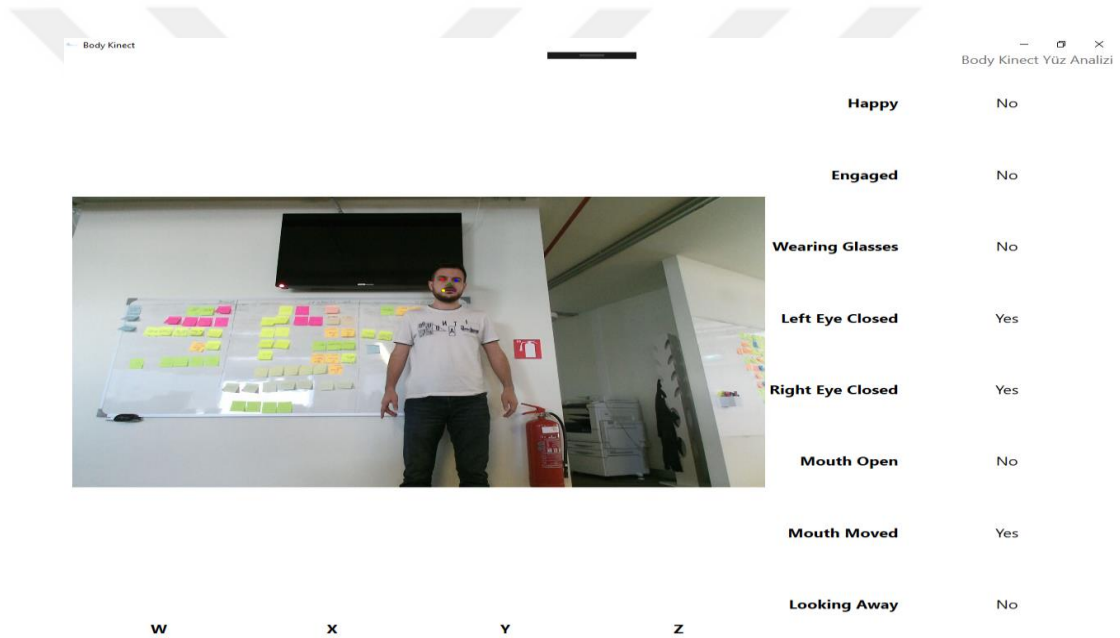 Body Kinect
Body Kinect Yüz Analizi
Happy No
Engaged No
Wearing Glasses No
Left Eye Closed Yes
Right Eye Closed Yes
Mouth Open No
Mouth Moved Yes
Looking Away No
W X Y Z